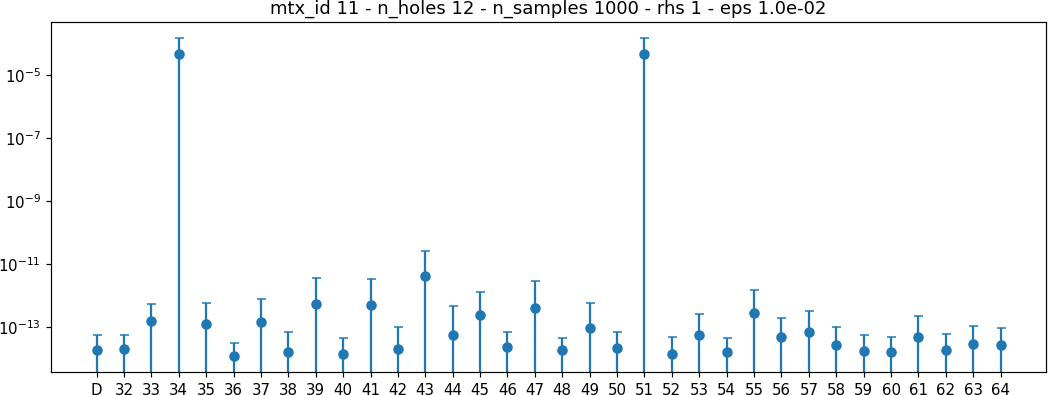 mtx_id 11 - n_holes 12 - n_samples 1000 - rhs 1 - eps 1.0e-02
10⁻⁵
10⁻⁷
10⁻⁹
10⁻¹¹
10⁻¹³
D 32 33 34 35 36 37 38 39 40 41 42 43 44 45 46 47 48 49 50 51 52 53 54 55 56 57 58 59 60 61 62 63 64